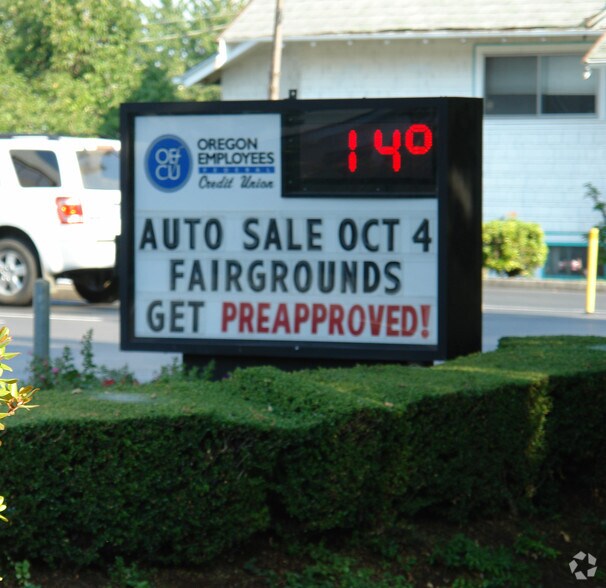 OE
CU
OREGON
EMPLOYEES
FEDERAL
Credit Union
14°
AUTO SALE OCT 4
FAIRGROUNDS
GET PREAPPROVED!